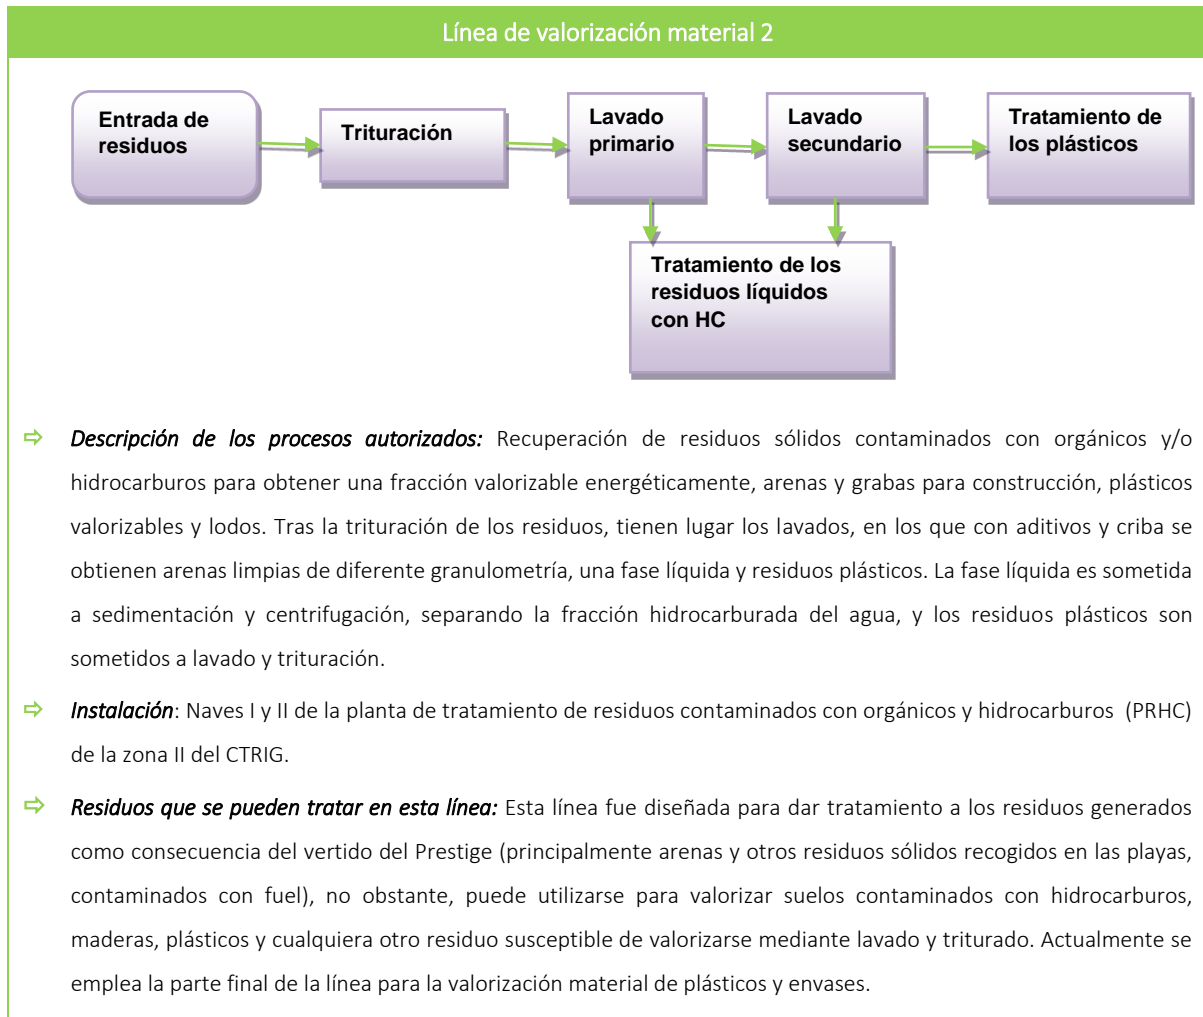 Línea de valorización material 2
Entrada de
residuos
Trituración
Lavado
primario
Lavado
secundario
Tratamiento de
los plásticos
Tratamiento de los
residuos líquidos
con HC
⇨ Descripción de los procesos autorizados: Recuperación de residuos sólidos contaminados con orgánicos y/o
hidrocarburos para obtener una fracción valorizable energéticamente, arenas y grabas para construcción, plásticos
valorizables y lodos. Tras la trituración de los residuos, tienen lugar los lavados, en los que con aditivos y criba se
obtienen arenas limpias de diferente granulometría, una fase líquida y residuos plásticos. La fase líquida es sometida
a sedimentación y centrifugación, separando la fracción hidrocarburada del agua, y los residuos plásticos son
sometidos a lavado y trituración.
⇨ Instalación: Naves I y II de la planta de tratamiento de residuos contaminados con orgánicos y hidrocarburos (PRHC)
de la zona II del CTRIG.
⇨ Residuos que se pueden tratar en esta línea: Esta línea fue diseñada para dar tratamiento a los residuos generados
como consecuencia del vertido del Prestige (principalmente arenas y otros residuos sólidos recogidos en las playas,
contaminados con fuel), no obstante, puede utilizarse para valorizar suelos contaminados con hidrocarburos,
maderas, plásticos y cualquiera otro residuo susceptible de valorizarse mediante lavado y triturado. Actualmente se
emplea la parte final de la línea para la valorización material de plásticos y envases.